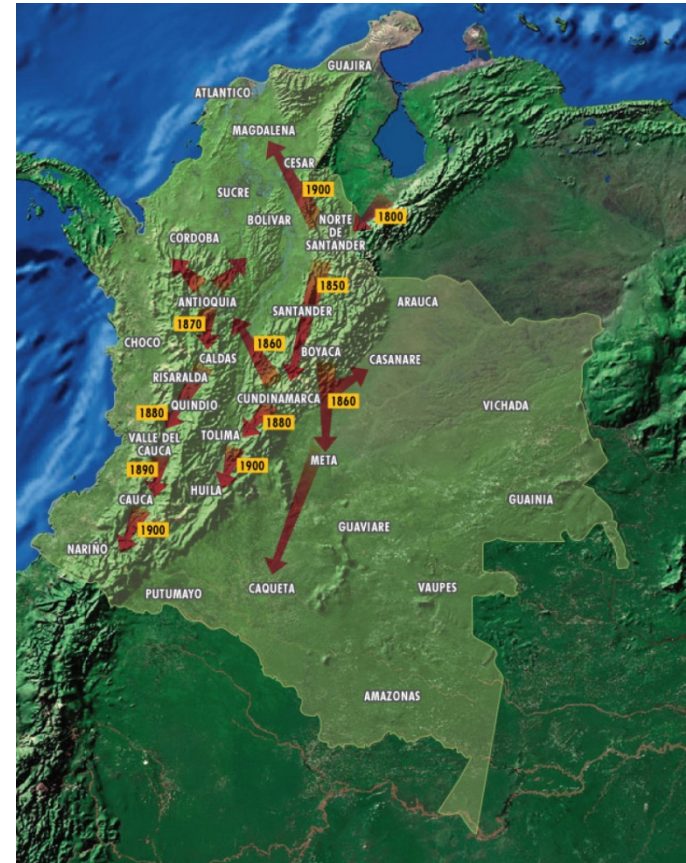 GUAJIRA
ATLANTICO
MAGDALENA
CESAR
1900
SUCRE
NORTE
DE
SANTANDER
1800
BOLIVAR
CORDOBA
1850
ANTIOQUIA
SANTANDER
ARAUCA
1870
CHOCO
1860
BOYACA
CALDAS
CASANARE
RISARALDA
CUNDINAMARCA
1860
QUINDIO
1880
VICHADA
1880
TOLIMA
VALLE DEL
CAUCA
META
1900
1890
HUILA
CAUCA
GUAINIA
GUAVIARE
1900
NARIÑO
CAQUETA
VAUPES
PUTUMAYO
AMAZONAS